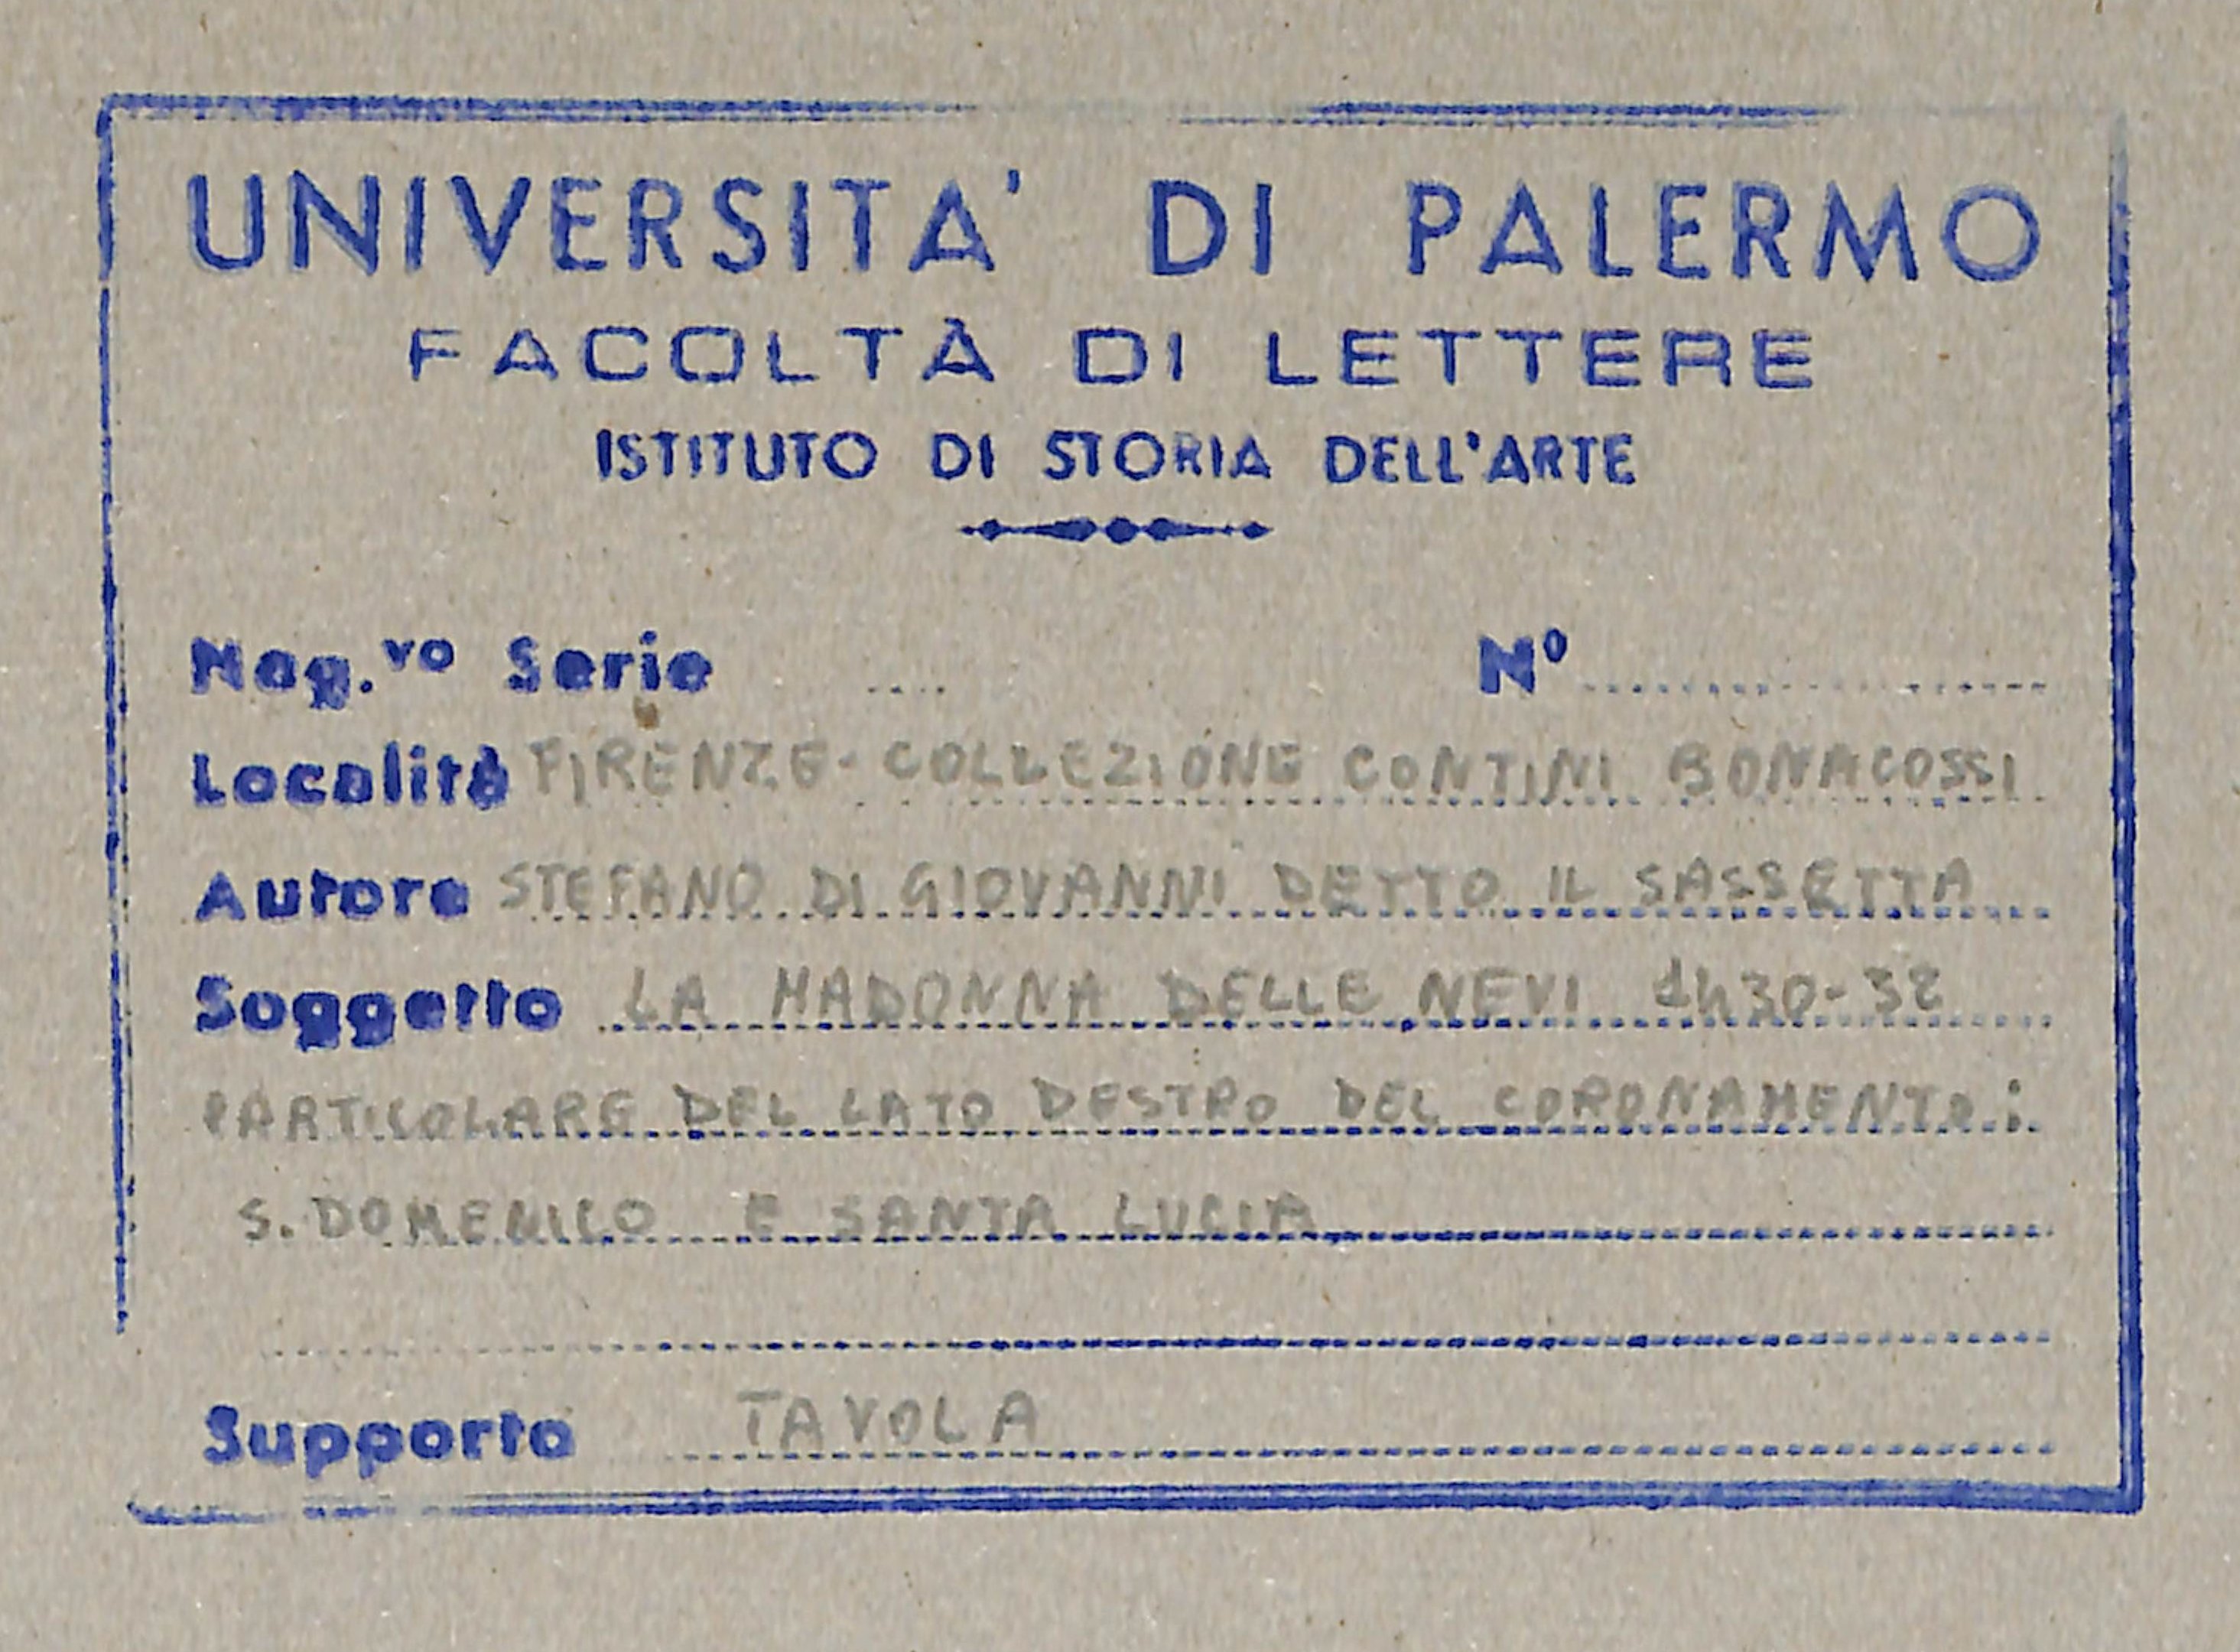 UNIVERSITA' DI PALERMO
FACOLTÀ DI LETTERE
ISTITUTO DI STORIA DELL'ARTE
Neg.vo Serie .... Nº ....................
Località FIRENZE - COLLEZIONE CONTINI BONACOSSI
Autore STEFANO DI GIOVANNI DETTO IL SASSETTA
Soggetto LA MADONNA DELLE NEVI 1430-32
PARTICOLARE DEL LATO DESTRO DEL CORONAMENTO:
S. DOMENICO E SANTA LUCIA
Supporto TAVOLA